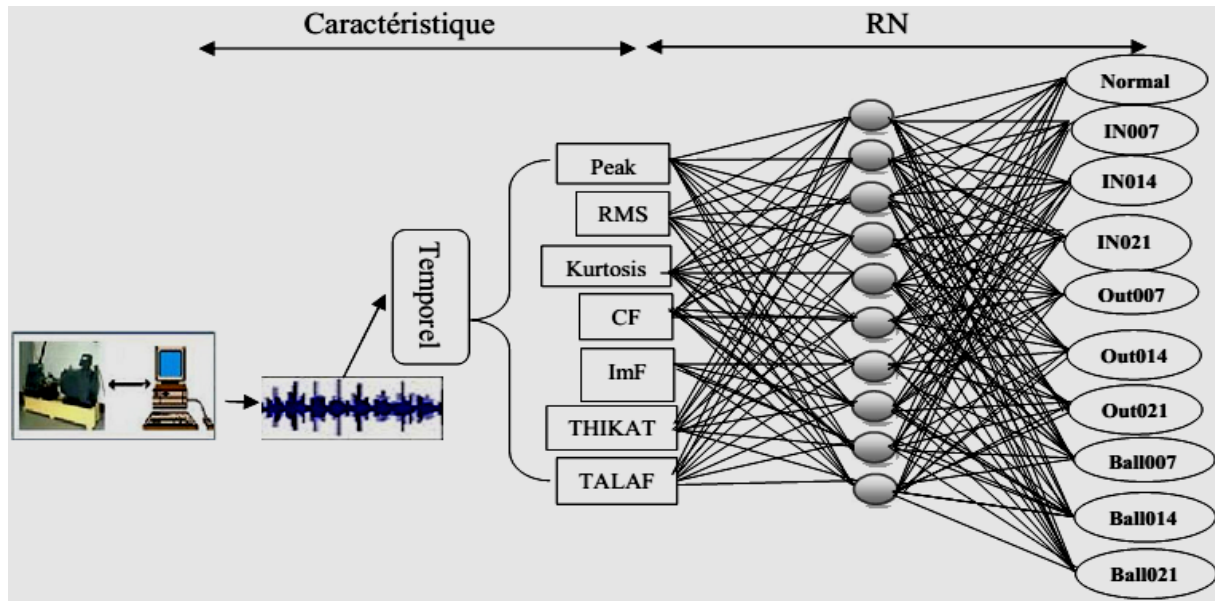 Caractéristique
RN
Temporel
Peak
RMS
Kurtosis
CF
ImF
THIKAT
TALAF
Normal
IN007
IN014
IN021
Out007
Out014
Out021
Ball007
Ball014
Ball021